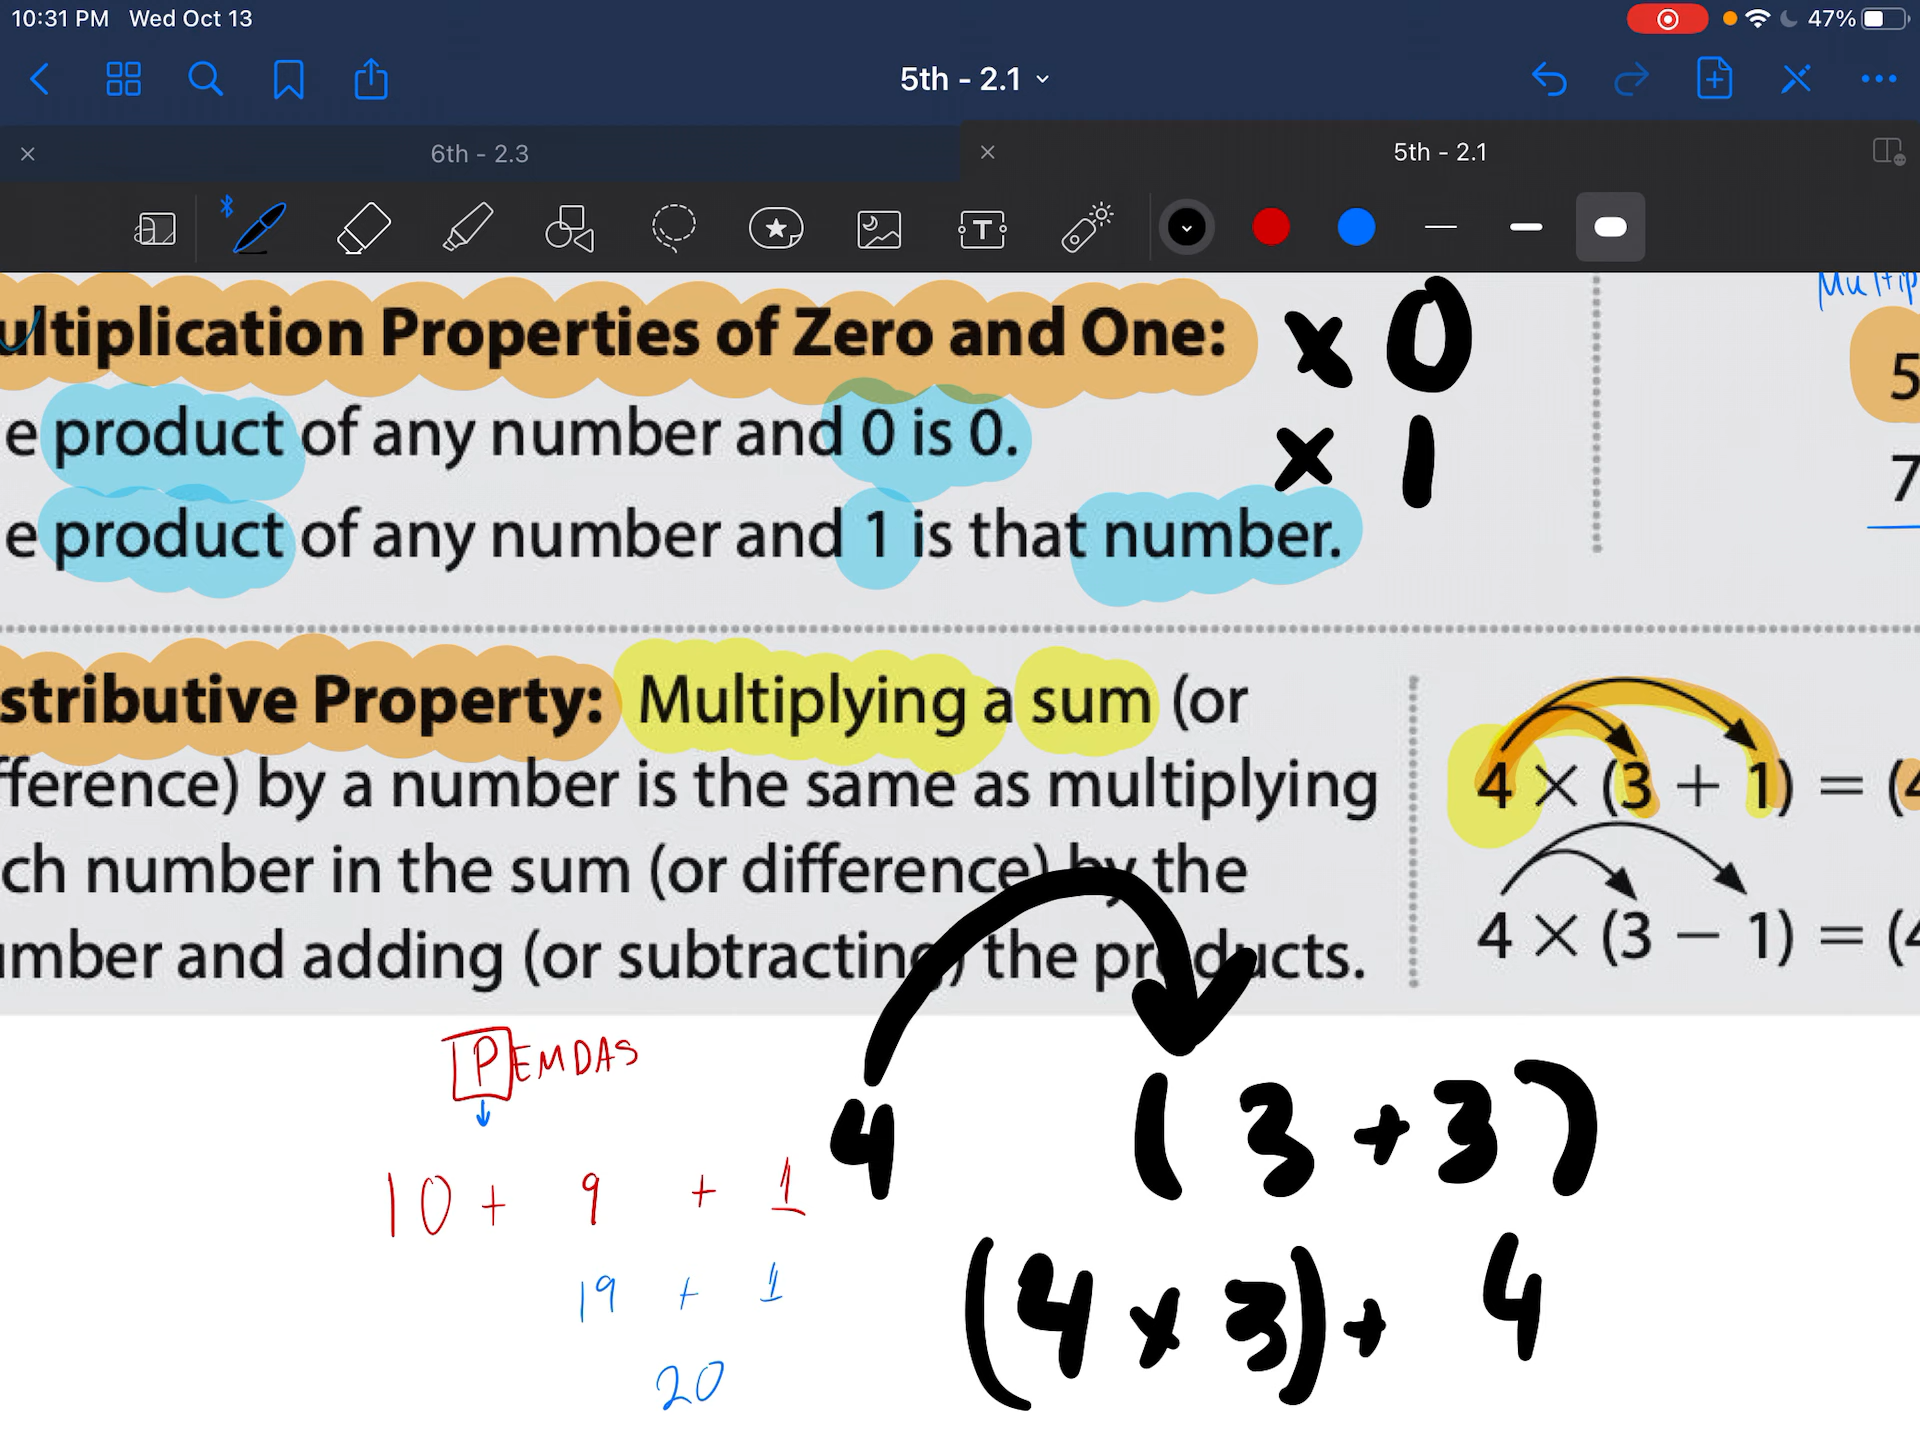 10:31 PM Wed Oct 13
47%
5th - 2.1
6th - 2.3
5th - 2.1
ultiplication Properties of Zero and One: × 0
Multip
e product of any number and 0 is 0.
5
× 1
7
e product of any number and 1 is that number.
stributive Property: Multiplying a sum (or
fference) by a number is the same as multiplying
ch number in the sum (or difference) by the
umber and adding (or subtracting) the products.
4 × (3 + 1) = (4
4 × (3 − 1) = (4
PEMDAS
10 + 9 + 1
19 + 1
20
4 (3 + 3)
(4 × 3) + 4